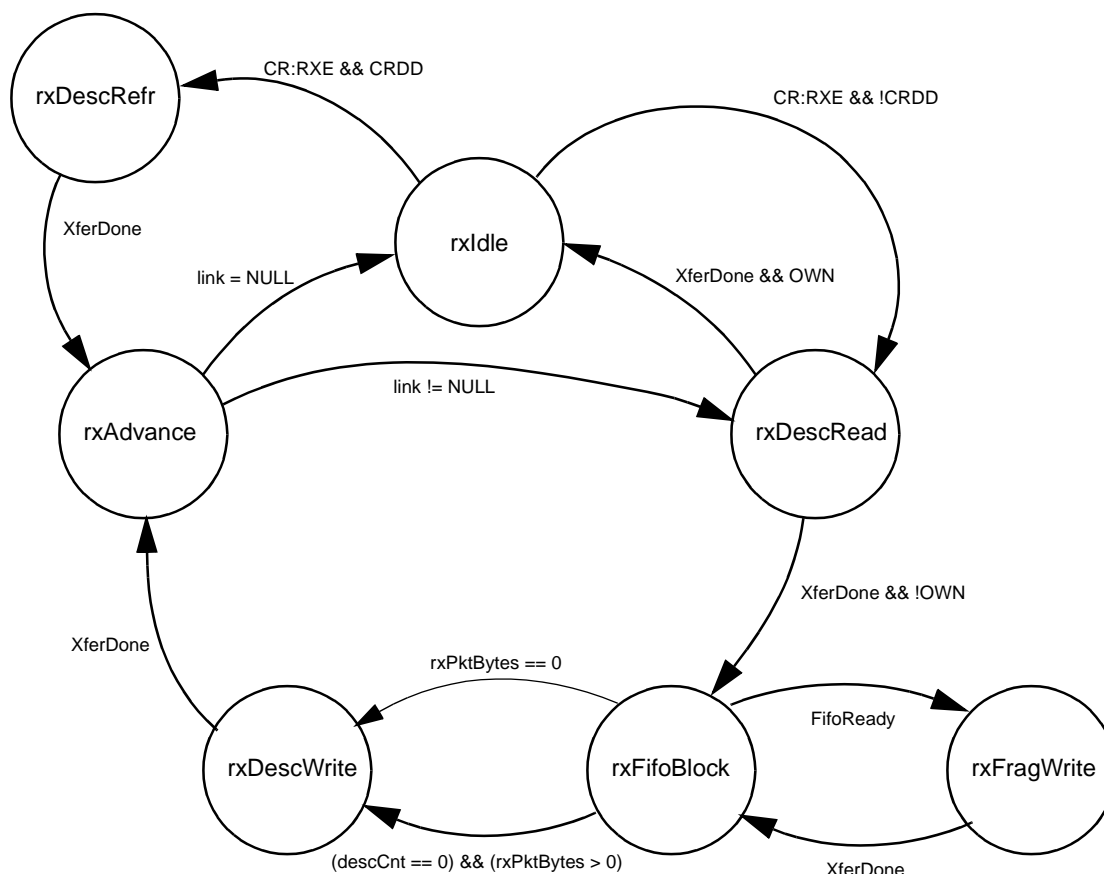 CR:RXE && CRDD
rxDescRefr
CR:RXE && !CRDD
XferDone
rxIdle
XferDone && OWN
link = NULL
link != NULL
rxAdvance
rxDescRead
XferDone && !OWN
XferDone
rxPktBytes == 0
FifoReady
rxDescWrite
rxFifoBlock
rxFragWrite
(descCnt == 0) && (rxPktBytes > 0)
XferDone